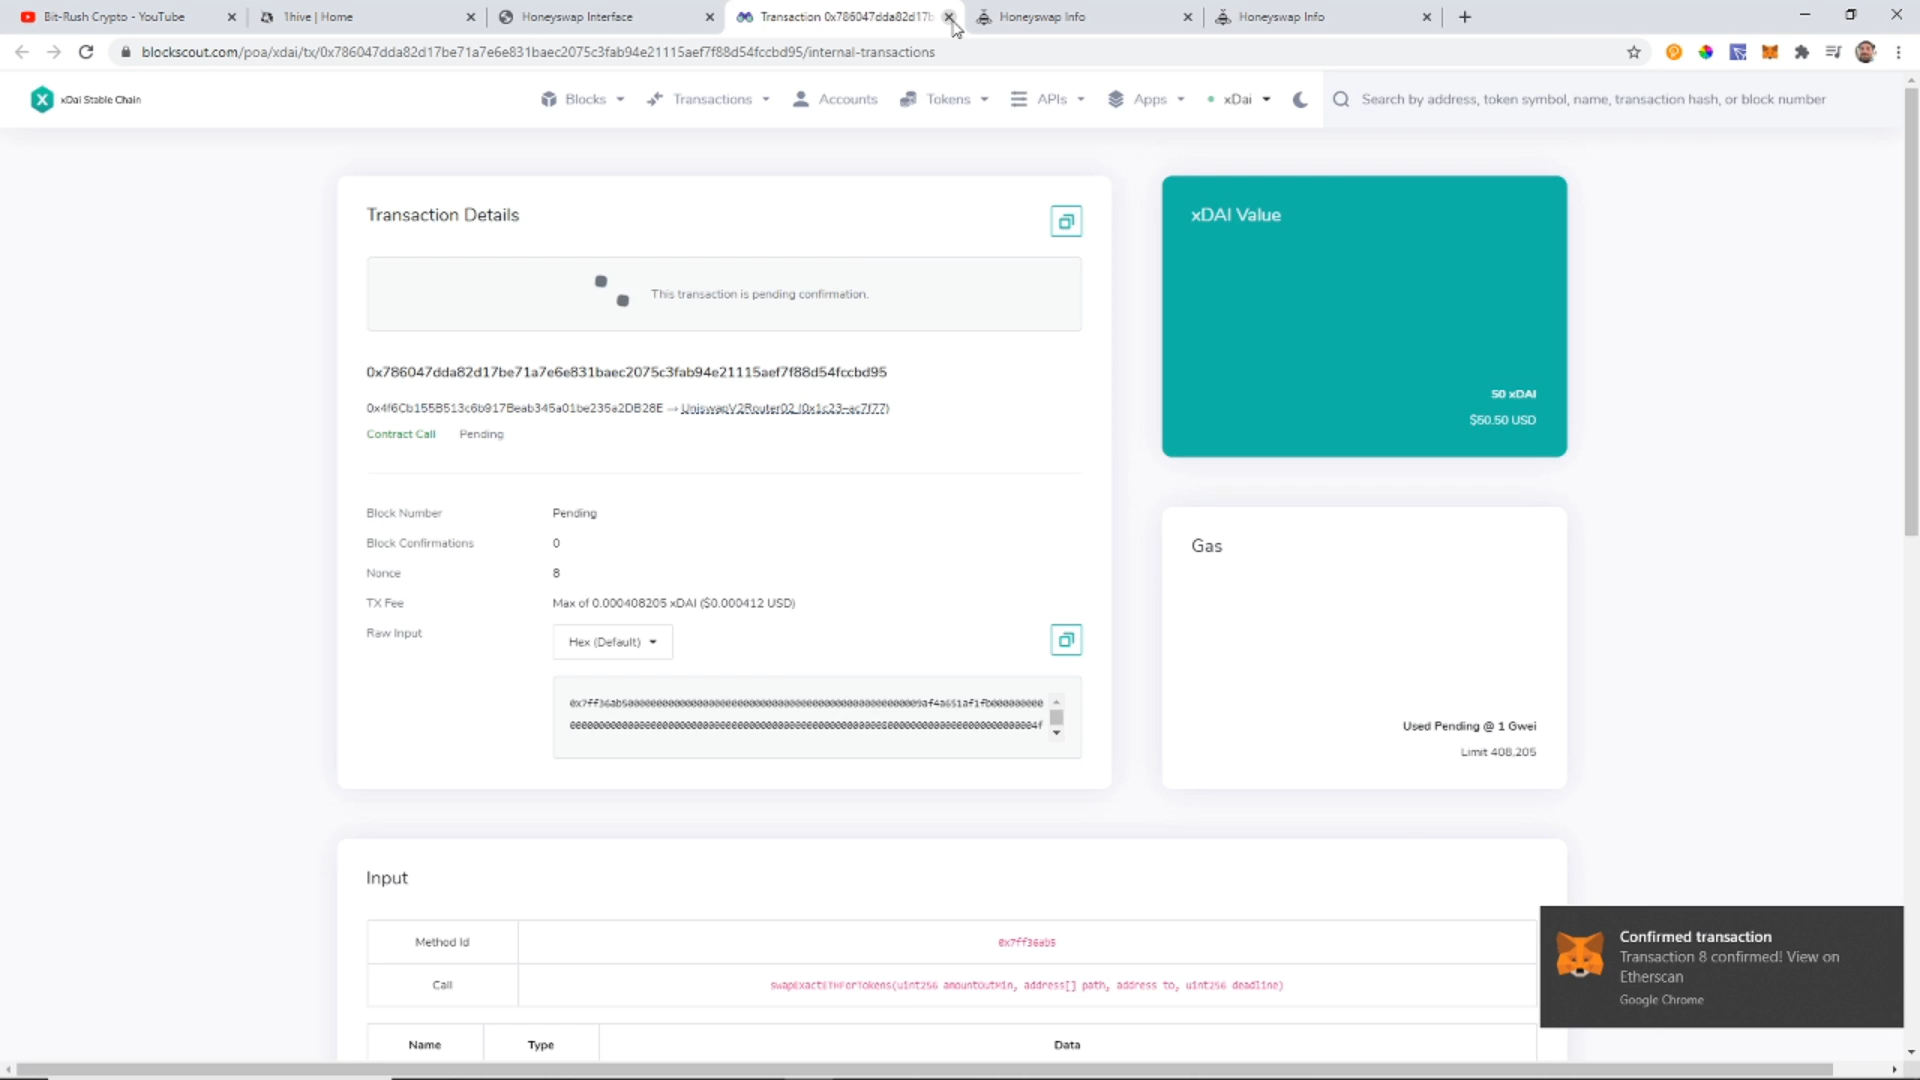 Bit-Rush Crypto - YouTube
1hive | Home
Honeyswap Interface
Transaction 0x786047dda82d17b
Honeyswap Info
Honeyswap Info
blockscout.com/poa/xdai/tx/0x786047dda82d17be71a7e6e831baec2075c3fab94e21115aef7f88d54fccbd95/internal-transactions
xDai Stable Chain
Blocks
Transactions
Accounts
Tokens
APIs
Apps
xDai
Search by address, token symbol, name, transaction hash, or block number
Transaction Details
This transaction is pending confirmation.
0x786047dda82d17be71a7e6e831baec2075c3fab94e21115aef7f88d54fccbd95
0x4f6Cb155B513c6b917Beab345a01be235a2DB28E → UniswapV2Router02 (0x1c23–ac7f77)
Contract Call Pending
Block Number Pending
Block Confirmations 0
Nonce 8
TX Fee Max of 0.000408205 xDAI ($0.000412 USD)
Raw Input Hex (Default)
xDAI Value
50 xDAI
$50.50 USD
Gas
Used Pending @ 1 Gwei
Limit 408,205
Input
Method Id 0x7ff36ab5
Call swapExactETHForTokens(uint256 amountOutMin, address[] path, address to, uint256 deadline)
Name Type Data
Confirmed transaction
Transaction 8 confirmed! View on
Etherscan
Google Chrome